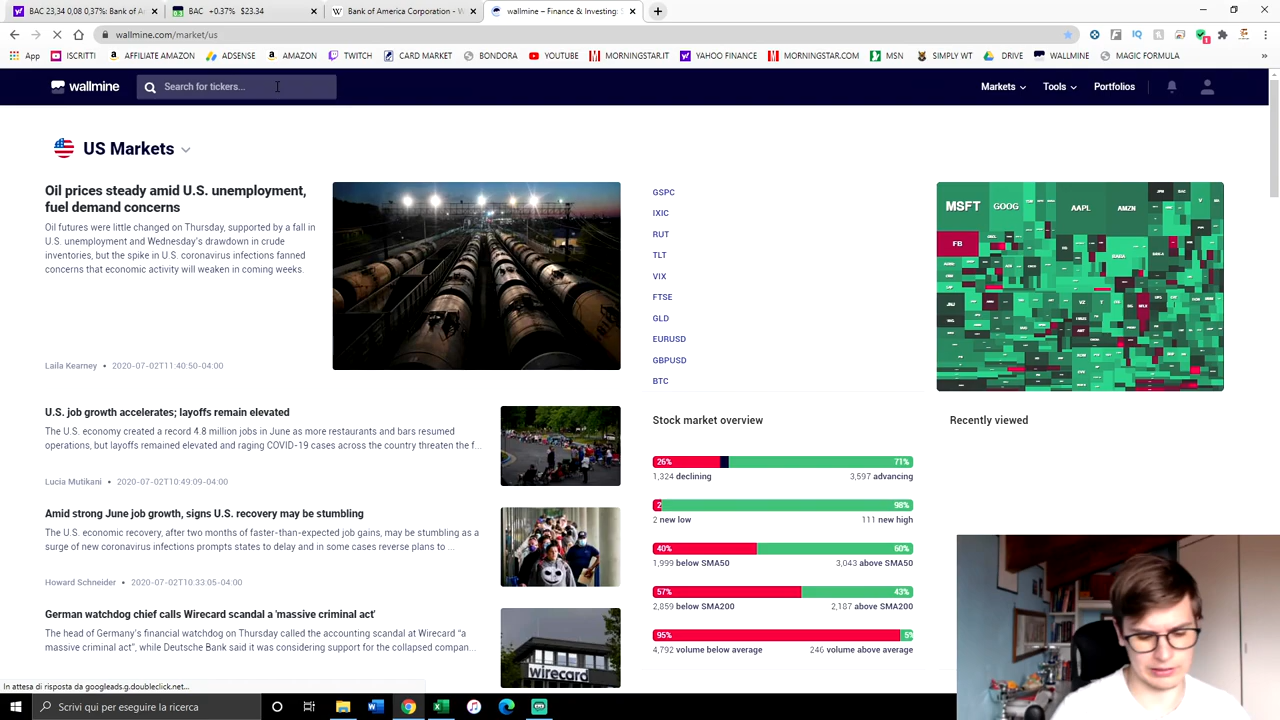 BAC 23,34 0,08 0,37%: Bank of A
BAC +0.37% $23.34
Bank of America Corporation - W
wallmine – Finance & Investing: S
wallmine.com/market/us
App
ISCRITTI
AFFILIATE AMAZON
ADSENSE
AMAZON
TWITCH
CARD MARKET
BONDORA
YOUTUBE
MORNINGSTAR.IT
YAHOO FINANCE
MORNINGSTAR.COM
MSN
SIMPLY WT
DRIVE
WALLMINE
MAGIC FORMULA
wallmine
Search for tickers...
Markets
Tools
Portfolios
US Markets
Oil prices steady amid U.S. unemployment,
fuel demand concerns
Oil futures were little changed on Thursday, supported by a fall in
U.S. unemployment and Wednesday’s drawdown in crude
inventories, but the spike in U.S. coronavirus infections fanned
concerns that economic activity will weaken in coming weeks.
Laila Kearney • 2020-07-02T11:40:50-04:00
U.S. job growth accelerates; layoffs remain elevated
The U.S. economy created a record 4.8 million jobs in June as more restaurants and bars resumed
operations, but layoffs remained elevated and raging COVID-19 cases across the country threaten the f...
Lucia Mutikani • 2020-07-02T10:49:09-04:00
Amid strong June job growth, signs U.S. recovery may be stumbling
The U.S. economic recovery, after two months of faster-than-expected job gains, may be stumbling as a
surge of new coronavirus infections prompts states to delay and in some cases reverse plans to ...
Howard Schneider • 2020-07-02T10:33:05-04:00
German watchdog chief calls Wirecard scandal a 'massive criminal act'
The head of Germany’s financial watchdog on Thursday called the accounting scandal at Wirecard “a
massive criminal act”, while Deutsche Bank said it was considering support for the collapsed compan...
wirecard
GSPC
IXIC
RUT
TLT
VIX
FTSE
GLD
EURUSD
GBPUSD
BTC
MSFT
GOOG
AAPL
AMZN
FB
BABA
Stock market overview
26% 71%
1,324 declining 3,597 advancing
2 98%
2 new low 111 new high
40% 60%
1,999 below SMA50 3,043 above SMA50
57% 43%
2,859 below SMA200 2,187 above SMA200
95% 5%
4,792 volume below average 246 volume above average
Recently viewed
In attesa di risposta da googleads.g.doubleclick.net...
Scrivi qui per eseguire la ricerca